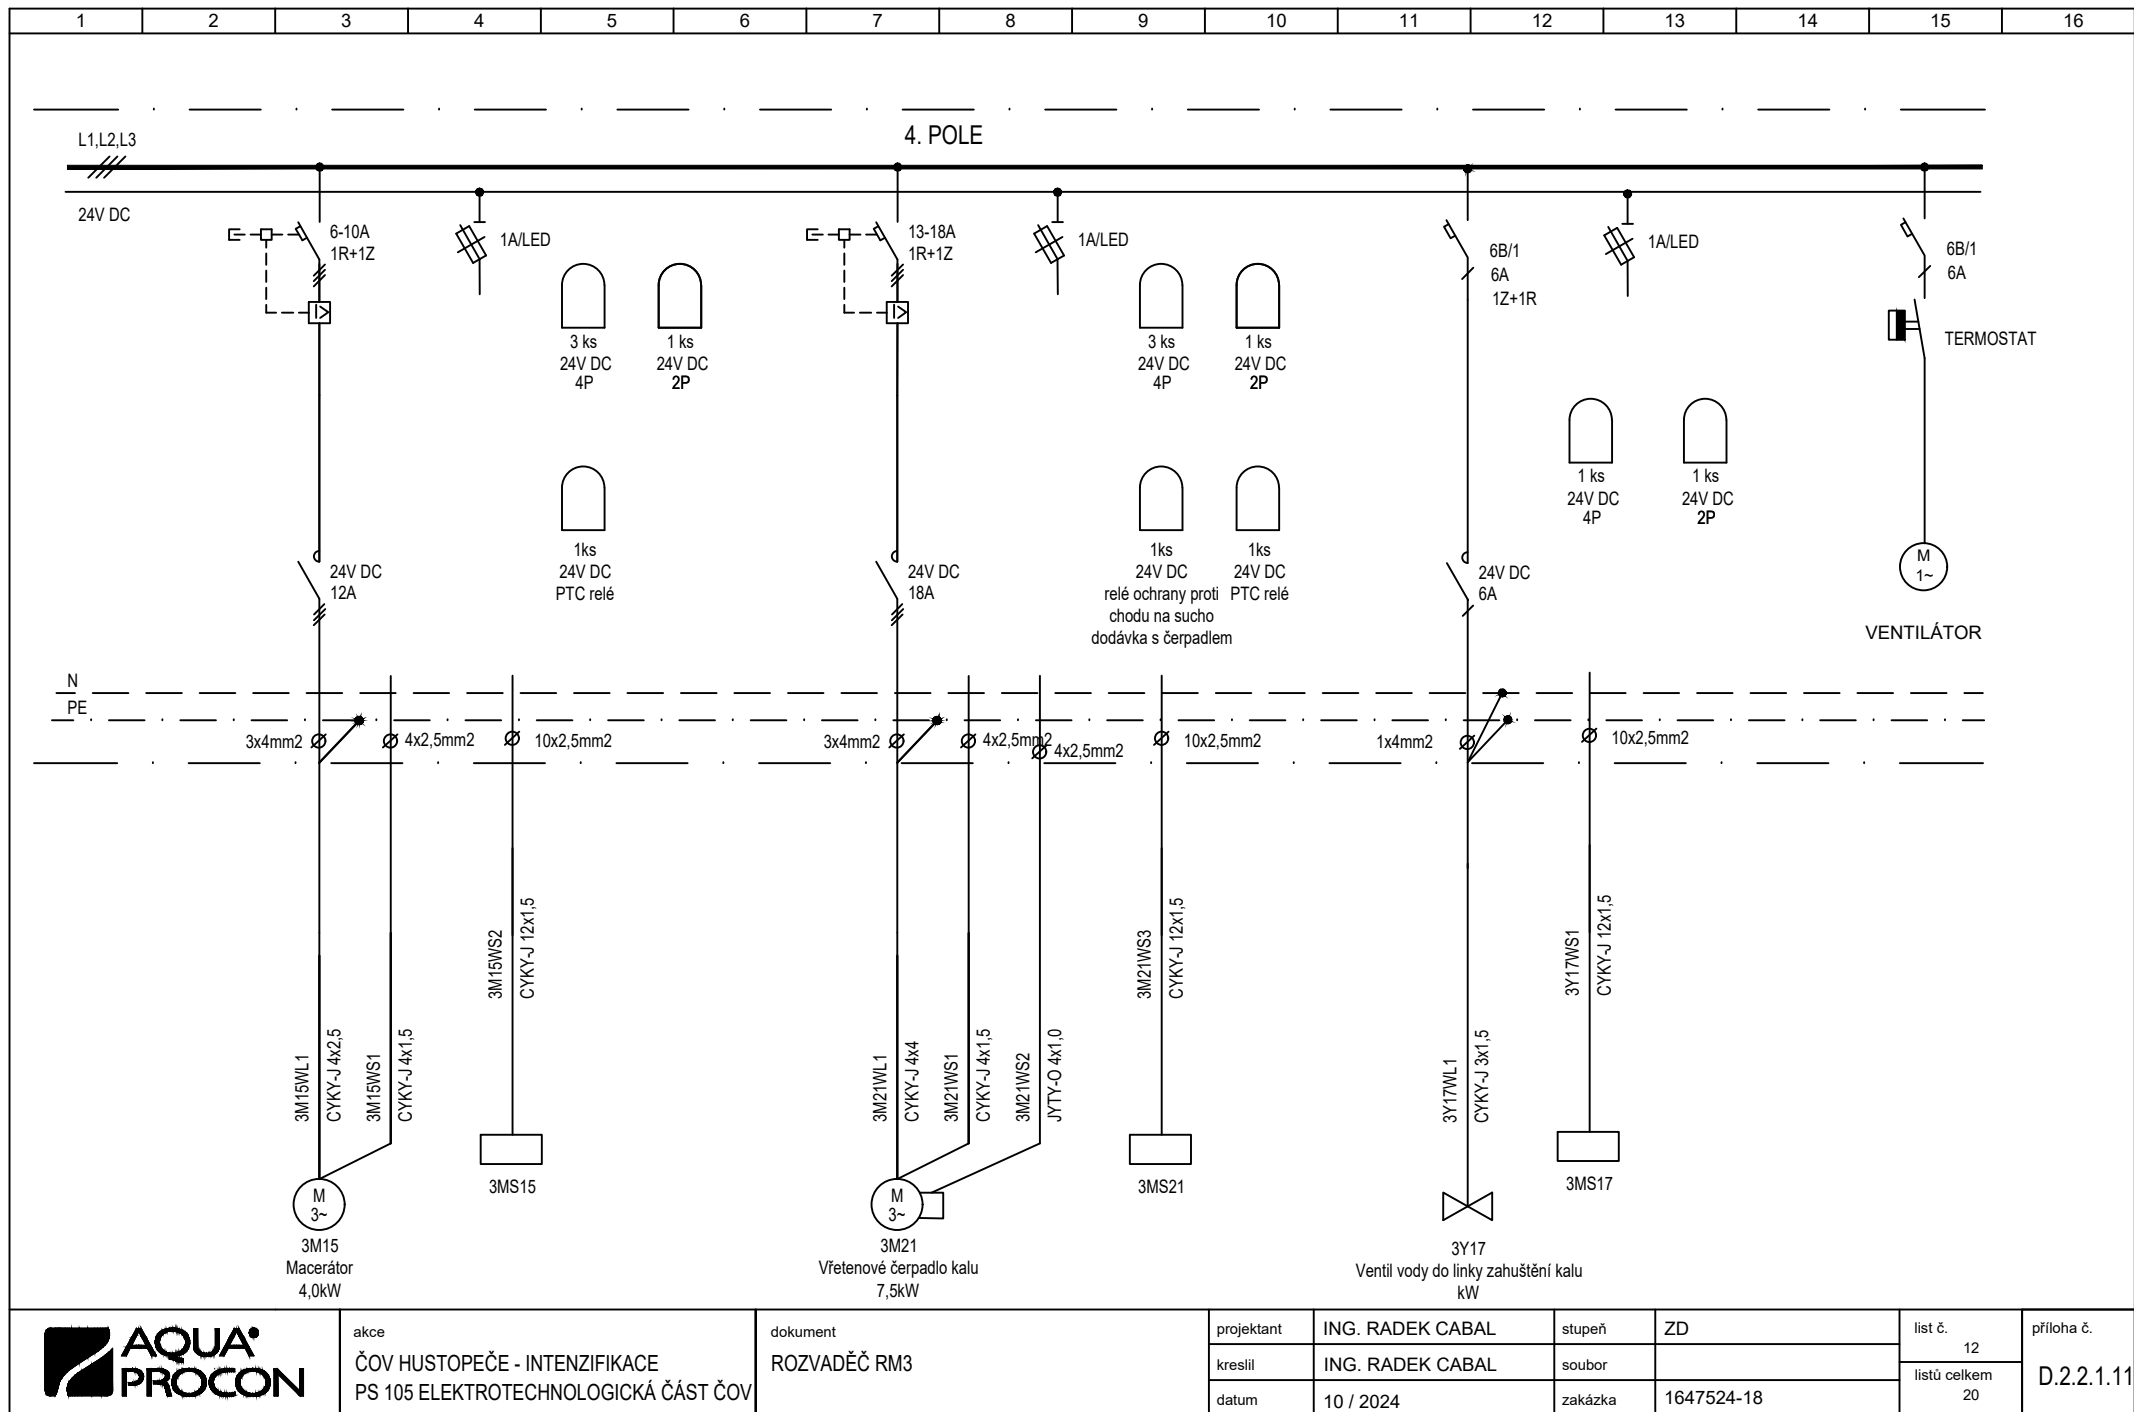 1 2 3 4 5 6 7 8 9 10 11 12 13 14 15 16
4. POLE
L1,L2,L3
24V DC
6-10A
1R+1Z
1A/LED
3 ks
24V DC
4P
1 ks
24V DC
2P
1ks
24V DC
PTC relé
24V DC
12A
13-18A
1R+1Z
1A/LED
3 ks
24V DC
4P
1 ks
24V DC
2P
1ks
24V DC
relé ochrany proti
chodu na sucho
dodávka s čerpadlem
1ks
24V DC
PTC relé
24V DC
18A
6B/1
6A
1Z+1R
1A/LED
1 ks
24V DC
4P
1 ks
24V DC
2P
24V DC
6A
6B/1
6A
TERMOSTAT
M
1~
VENTILÁTOR
N
PE
3x4mm2
4x2,5mm2
10x2,5mm2
3x4mm2
4x2,5mm2
4x2,5mm2
10x2,5mm2
1x4mm2
10x2,5mm2
3M15WL1
CYKY-J 4x2,5
3M15WS1
CYKY-J 4x1,5
3M15WS2
CYKY-J 12x1,5
3M21WL1
CYKY-J 4x4
3M21WS1
CYKY-J 4x1,5
3M21WS2
JYTY-O 4x1,0
3M21WS3
CYKY-J 12x1,5
3Y17WL1
CYKY-J 3x1,5
3Y17WS1
CYKY-J 12x1,5
3MS15
3MS21
3MS17
M
3~
3M15
Macerátor
4,0kW
M
3~
3M21
Vřetenové čerpadlo kalu
7,5kW
3Y17
Ventil vody do linky zahuštění kalu
kW
AQUA
PROCON
akce
ČOV HUSTOPEČE - INTENZIFIKACE
PS 105 ELEKTROTECHNOLOGICKÁ ČÁST ČOV
dokument
ROZVADĚČ RM3
projektant ING. RADEK CABAL
kreslil ING. RADEK CABAL
datum 10 / 2024
stupeň ZD
soubor
zakázka 1647524-18
list č.
12
listů celkem
20
příloha č.
D.2.2.1.11